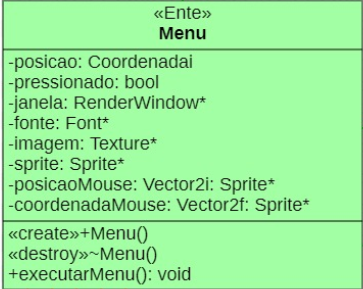 «Ente»
Menu
-posicao: Coordenadai
-pressionado: bool
-janela: RenderWindow*
-fonte: Font*
-imagem: Texture*
-sprite: Sprite*
-posicaoMouse: Vector2i: Sprite*
-coordenadaMouse: Vector2f: Sprite*
«create»+Menu()
«destroy»~Menu()
+executarMenu(): void